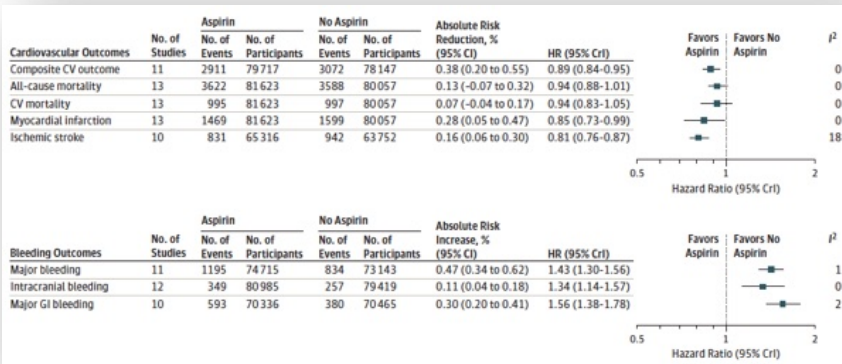 Aspirin No Aspirin Absolute Risk
No. of No. of No. of No. of No. of Reduction, % Favors Favors No
Cardiovascular Outcomes Studies Events Participants Events Participants (95% CI) HR (95% CrI) Aspirin Aspirin I²
Composite CV outcome 11 2911 79717 3072 78147 0.38 (0.20 to 0.55) 0.89 (0.84-0.95) 0
All-cause mortality 13 3622 81623 3588 80057 0.13 (-0.07 to 0.32) 0.94 (0.88-1.01) 0
CV mortality 13 995 81623 997 80057 0.07 (-0.04 to 0.17) 0.94 (0.83-1.05) 0
Myocardial infarction 13 1469 81623 1599 80057 0.28 (0.05 to 0.47) 0.85 (0.73-0.99) 0
Ischemic stroke 10 831 65316 942 63752 0.16 (0.06 to 0.30) 0.81 (0.76-0.87) 18
0.5 1 2
Hazard Ratio (95% CrI)
Aspirin No Aspirin Absolute Risk
No. of No. of No. of No. of No. of Increase, % Favors Favors No
Bleeding Outcomes Studies Events Participants Events Participants (95% CI) HR (95% CrI) Aspirin Aspirin I²
Major bleeding 11 1195 74715 834 73143 0.47 (0.34 to 0.62) 1.43 (1.30-1.56) 1
Intracranial bleeding 12 349 80985 257 79419 0.11 (0.04 to 0.18) 1.34 (1.14-1.57) 0
Major GI bleeding 10 593 70336 380 70465 0.30 (0.20 to 0.41) 1.56 (1.38-1.78) 2
0.5 1 2
Hazard Ratio (95% CrI)